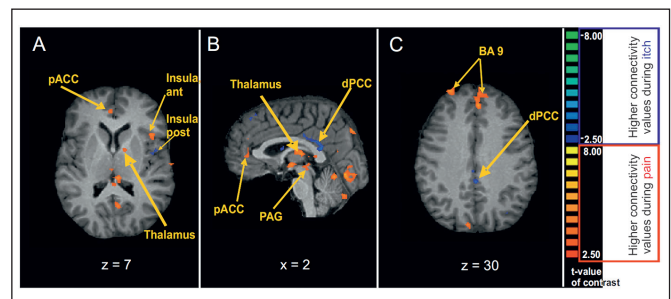 A
pACC
Insula
ant
Insula
post
Thalamus
z = 7
B
Thalamus
dPCC
pACC
PAG
x = 2
C
BA 9
dPCC
z = 30
-8.00
-2.50
8.00
2.50
t-value
of contrast
Higher connectivity
values during itch
Higher connectivity
values during pain